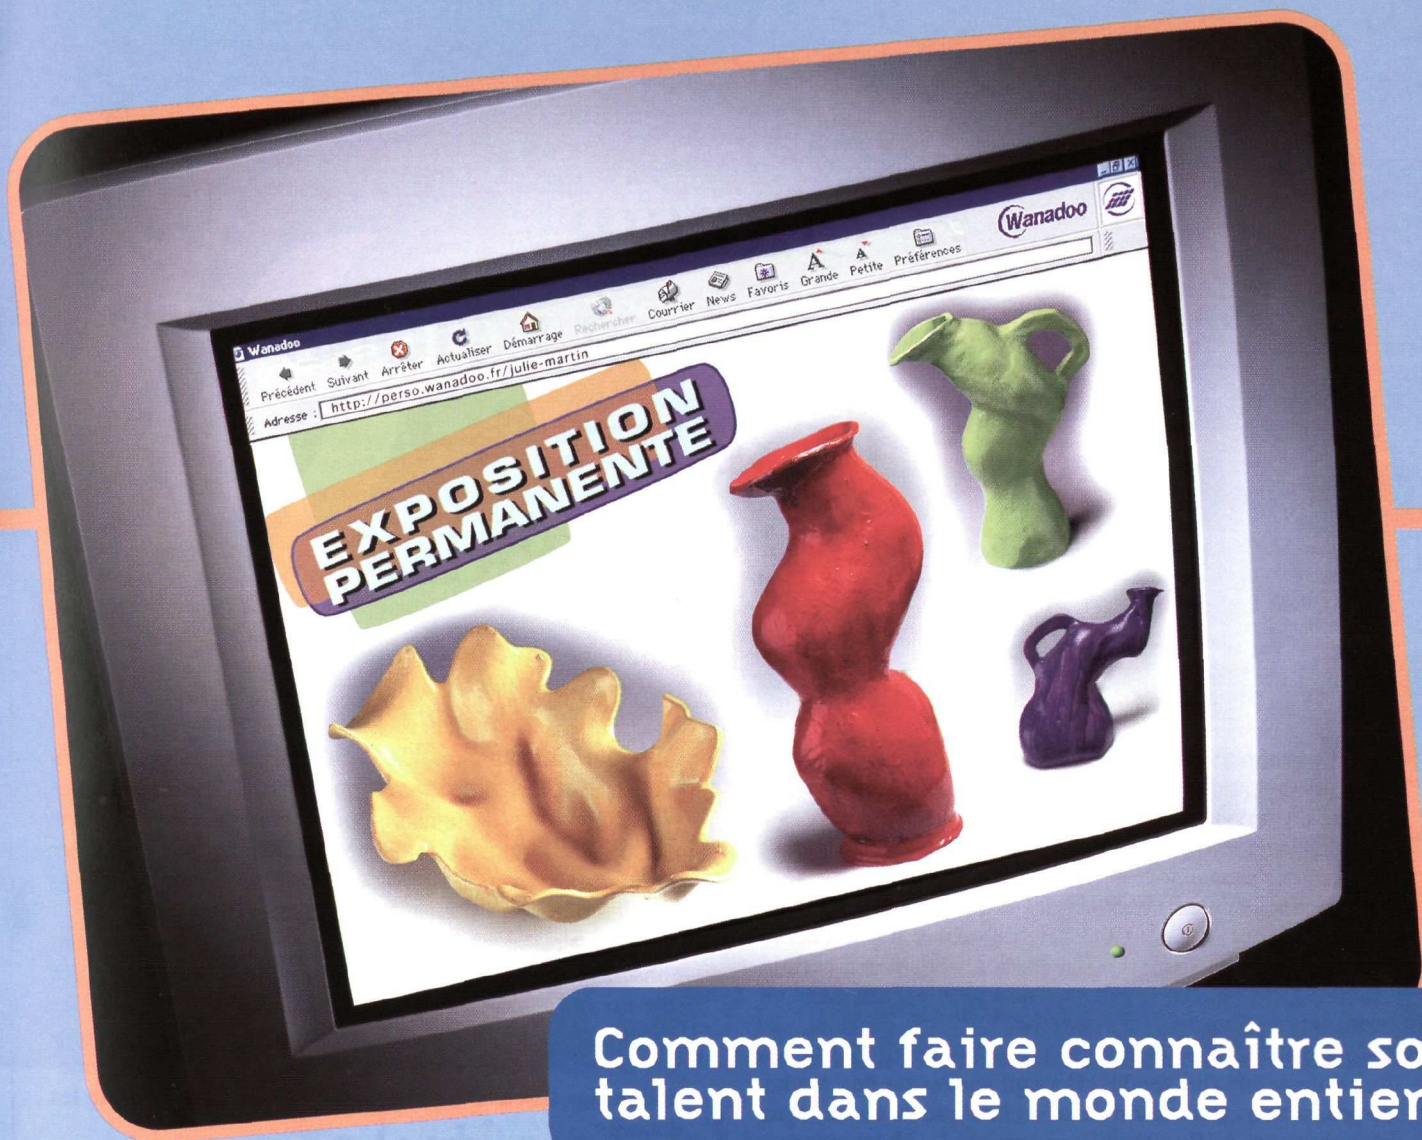 Wanadoo
Wanadoo
Précédent Suivant Arrêter Actualiser Démarrage Rechercher Courrier News Favoris Grande Petite Préférences
Adresse : http://perso.wanadoo.fr/julie-martin
EXPOSITION
PERMANENTE
Comment faire connaître so
talent dans le monde entier